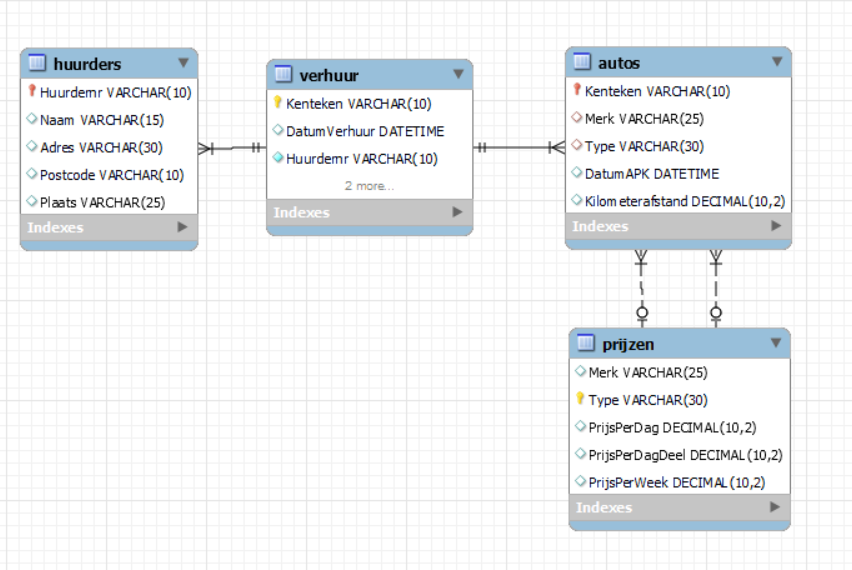 huurders
Huurdernr VARCHAR(10)
Naam VARCHAR(15)
Adres VARCHAR(30)
Postcode VARCHAR(10)
Plaats VARCHAR(25)
Indexes
verhuur
Kenteken VARCHAR(10)
DatumVerhuur DATETIME
Huurdernr VARCHAR(10)
2 more...
Indexes
autos
Kenteken VARCHAR(10)
Merk VARCHAR(25)
Type VARCHAR(30)
DatumAPK DATETIME
Kilometerafstand DECIMAL(10,2)
Indexes
prijzen
Merk VARCHAR(25)
Type VARCHAR(30)
PrijsPerDag DECIMAL(10,2)
PrijsPerDagDeel DECIMAL(10,2)
PrijsPerWeek DECIMAL(10,2)
Indexes